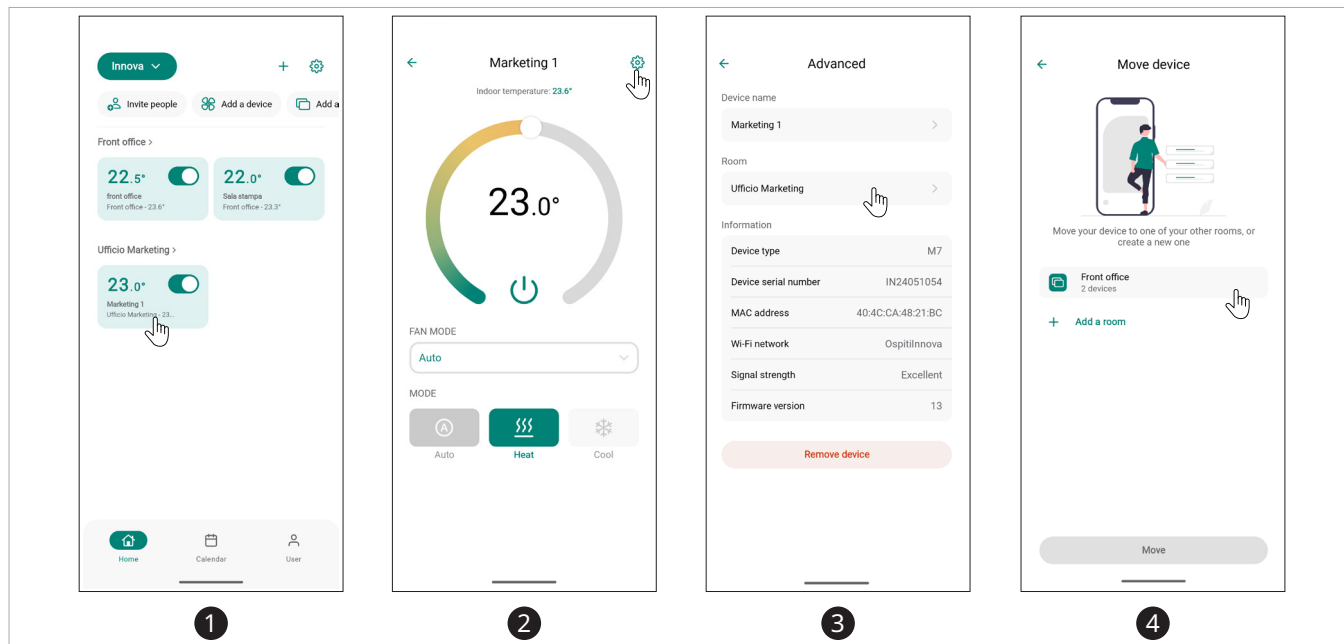 Innova
Invite people
Add a device
Add a
Front office >
22.5°
front office
Front office - 23.6°
22.0°
Sala stampa
Front office - 23.3°
Ufficio Marketing >
23.0°
Marketing 1
Ufficio Marketing - 23...
Home
Calendar
User
1
Marketing 1
Indoor temperature: 23.6°
23.0°
FAN MODE
Auto
MODE
A
Auto
Heat
Cool
2
Advanced
Device name
Marketing 1
Room
Ufficio Marketing
Information
Device type M7
Device serial number IN24051054
MAC address 40:4C:CA:48:21:BC
Wi-Fi network OspitiInnova
Signal strength Excellent
Firmware version 13
Remove device
3
Move device
Move your device to one of your other rooms, or
create a new one
Front office
2 devices
+ Add a room
Move
4